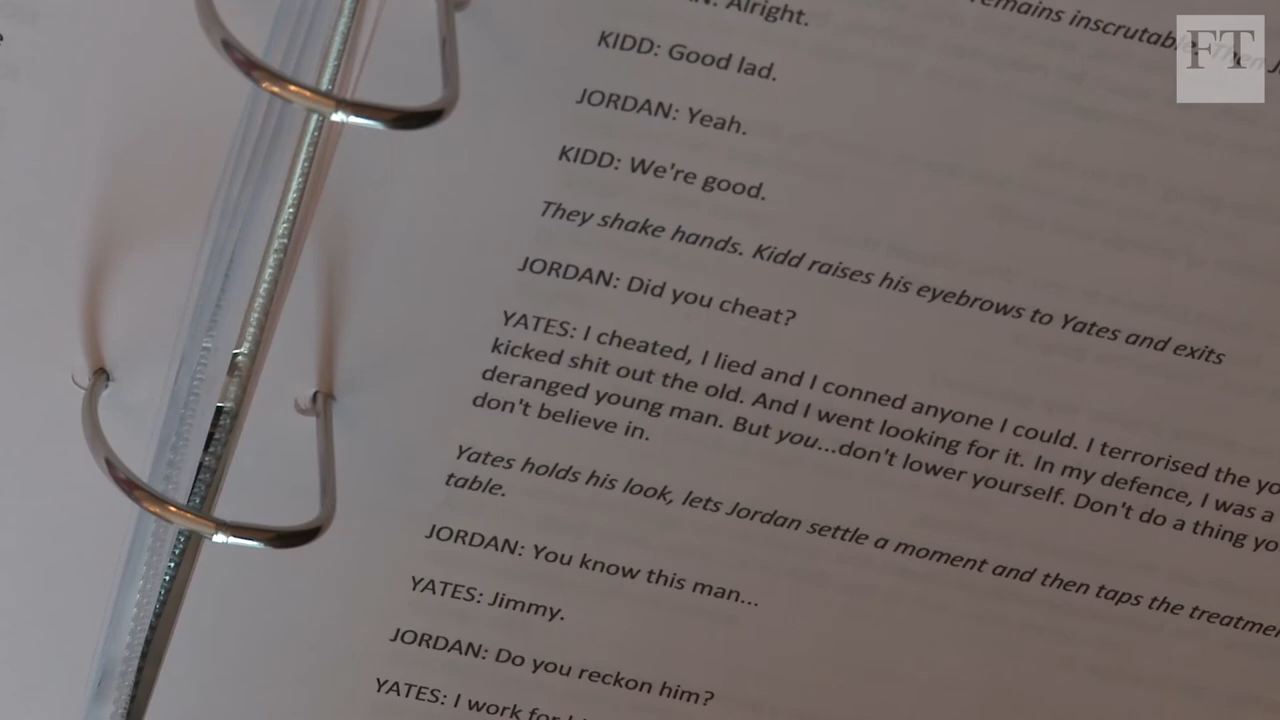 Alright.
remains inscrutable. Then
FT
KIDD: Good lad.
JORDAN: Yeah.
KIDD: We're good.
They shake hands. Kidd raises his eyebrows to Yates and exits
JORDAN: Did you cheat?
YATES: I cheated, I lied and I conned anyone I could. I terrorised the
kicked shit out the old. And I went looking for it. In my defence, I was a
deranged young man. But you...don't lower yourself. Don't do a thing
don't believe in.
Yates holds his look, lets Jordan settle a moment and then taps the
table.
JORDAN: You know this man...
YATES: Jimmy.
JORDAN: Do you reckon him?
YATES: I work for